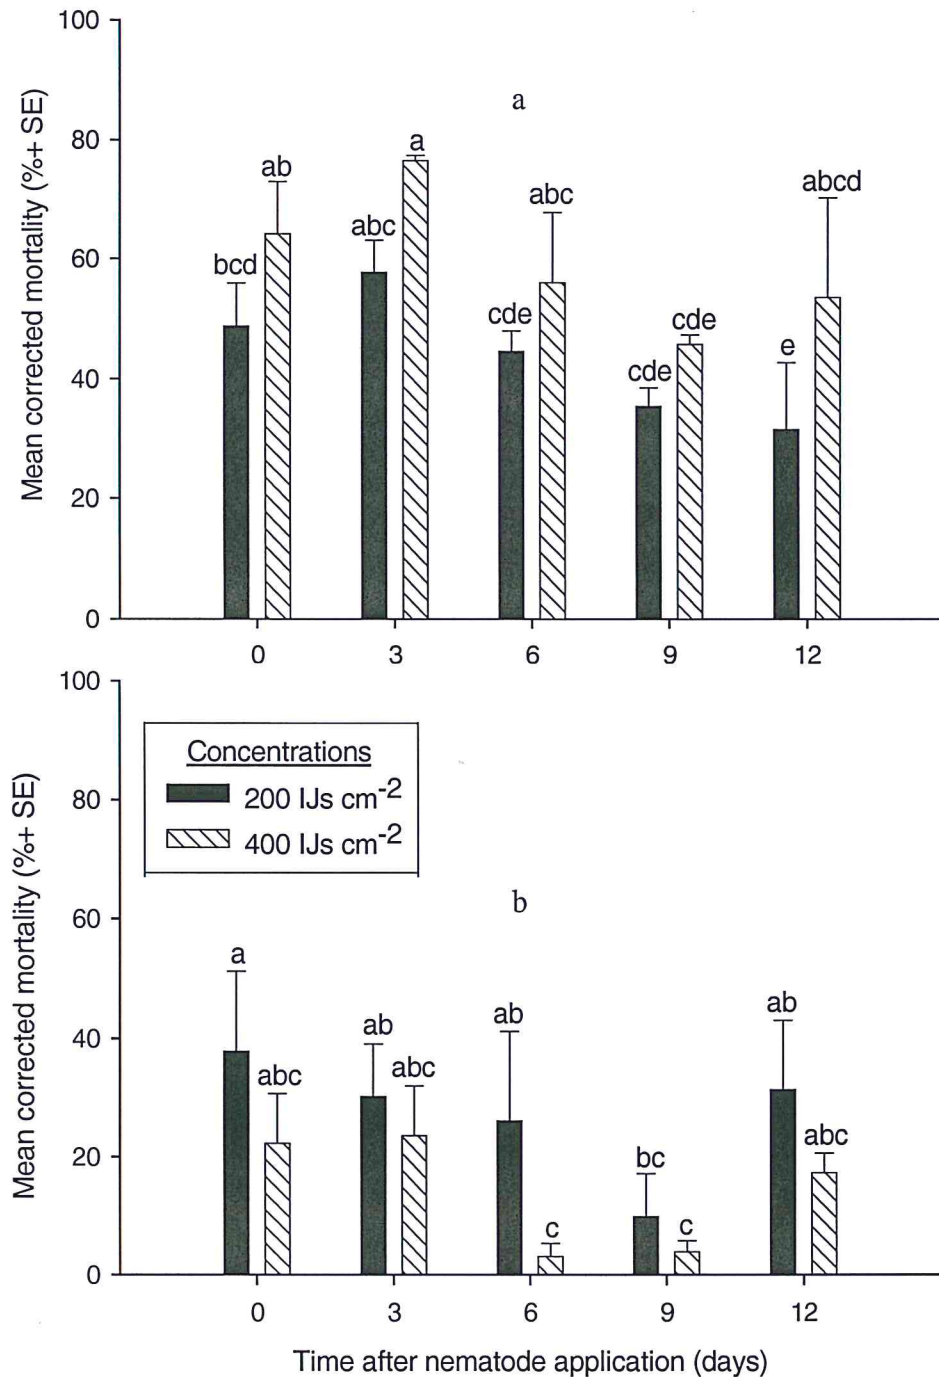 100
80
60
40
20
0
Mean corrected mortality (%+ SE)
a
bcd
ab
abc
a
cde
abc
cde
cde
e
abcd
0 3 6 9 12
100
80
60
40
20
0
Mean corrected mortality (%+ SE)
Concentrations
200 IJs cm-2
400 IJs cm-2
b
a
abc
ab
abc
ab
c
bc
c
ab
abc
0 3 6 9 12
Time after nematode application (days)